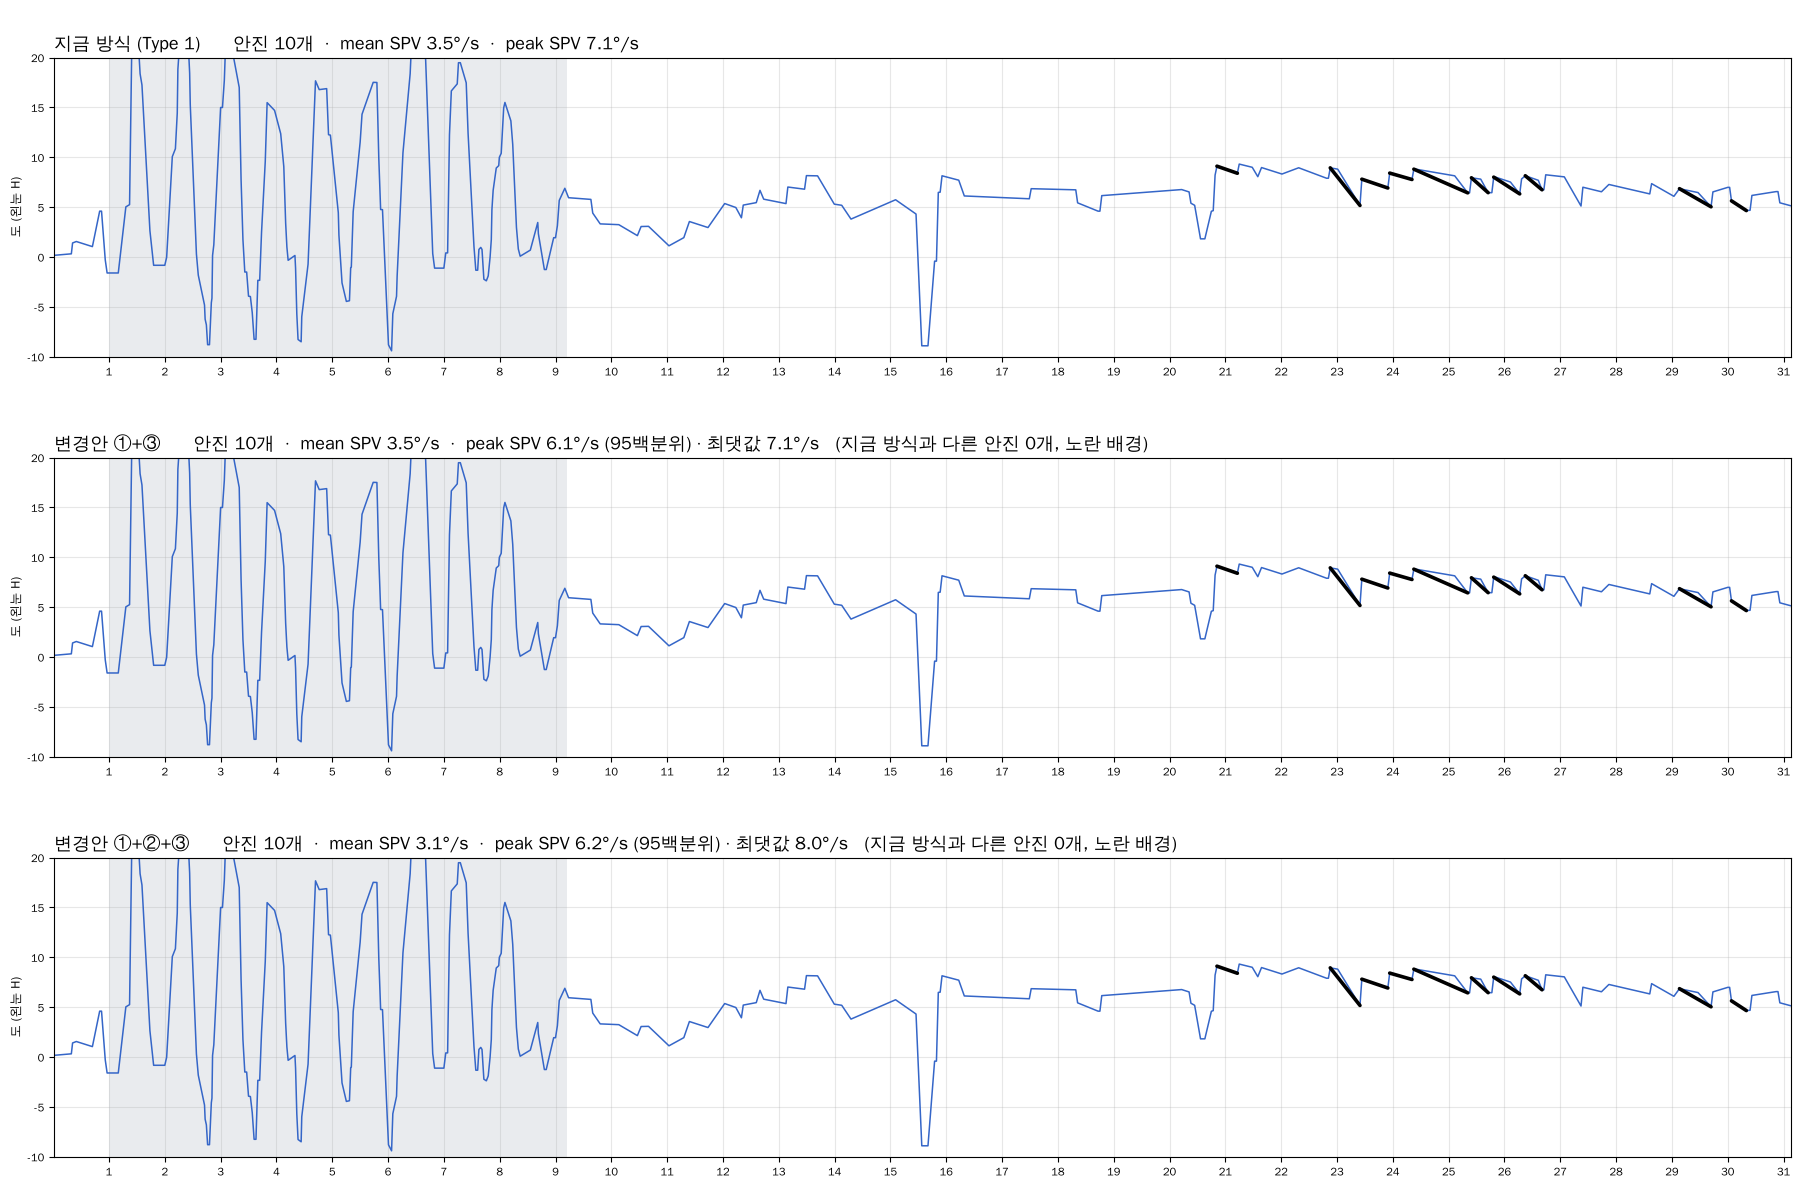 지금 방식 (Type 1)　　안진 10개 · mean SPV 3.5°/s · peak SPV 7.1°/s
도 (왼눈 H)
20
15
10
5
0
-5
-10
1 2 3 4 5 6 7 8 9 10 11 12 13 14 15 16 17 18 19 20 21 22 23 24 25 26 27 28 29 30 31
변경안 ①+③　　안진 10개 · mean SPV 3.5°/s · peak SPV 6.1°/s (95백분위) · 최댓값 7.1°/s (지금 방식과 다른 안진 0개, 노란 배경)
도 (왼눈 H)
20
15
10
5
0
-5
-10
1 2 3 4 5 6 7 8 9 10 11 12 13 14 15 16 17 18 19 20 21 22 23 24 25 26 27 28 29 30 31
변경안 ①+②+③　　안진 10개 · mean SPV 3.1°/s · peak SPV 6.2°/s (95백분위) · 최댓값 8.0°/s (지금 방식과 다른 안진 0개, 노란 배경)
도 (왼눈 H)
20
15
10
5
0
-5
-10
1 2 3 4 5 6 7 8 9 10 11 12 13 14 15 16 17 18 19 20 21 22 23 24 25 26 27 28 29 30 31